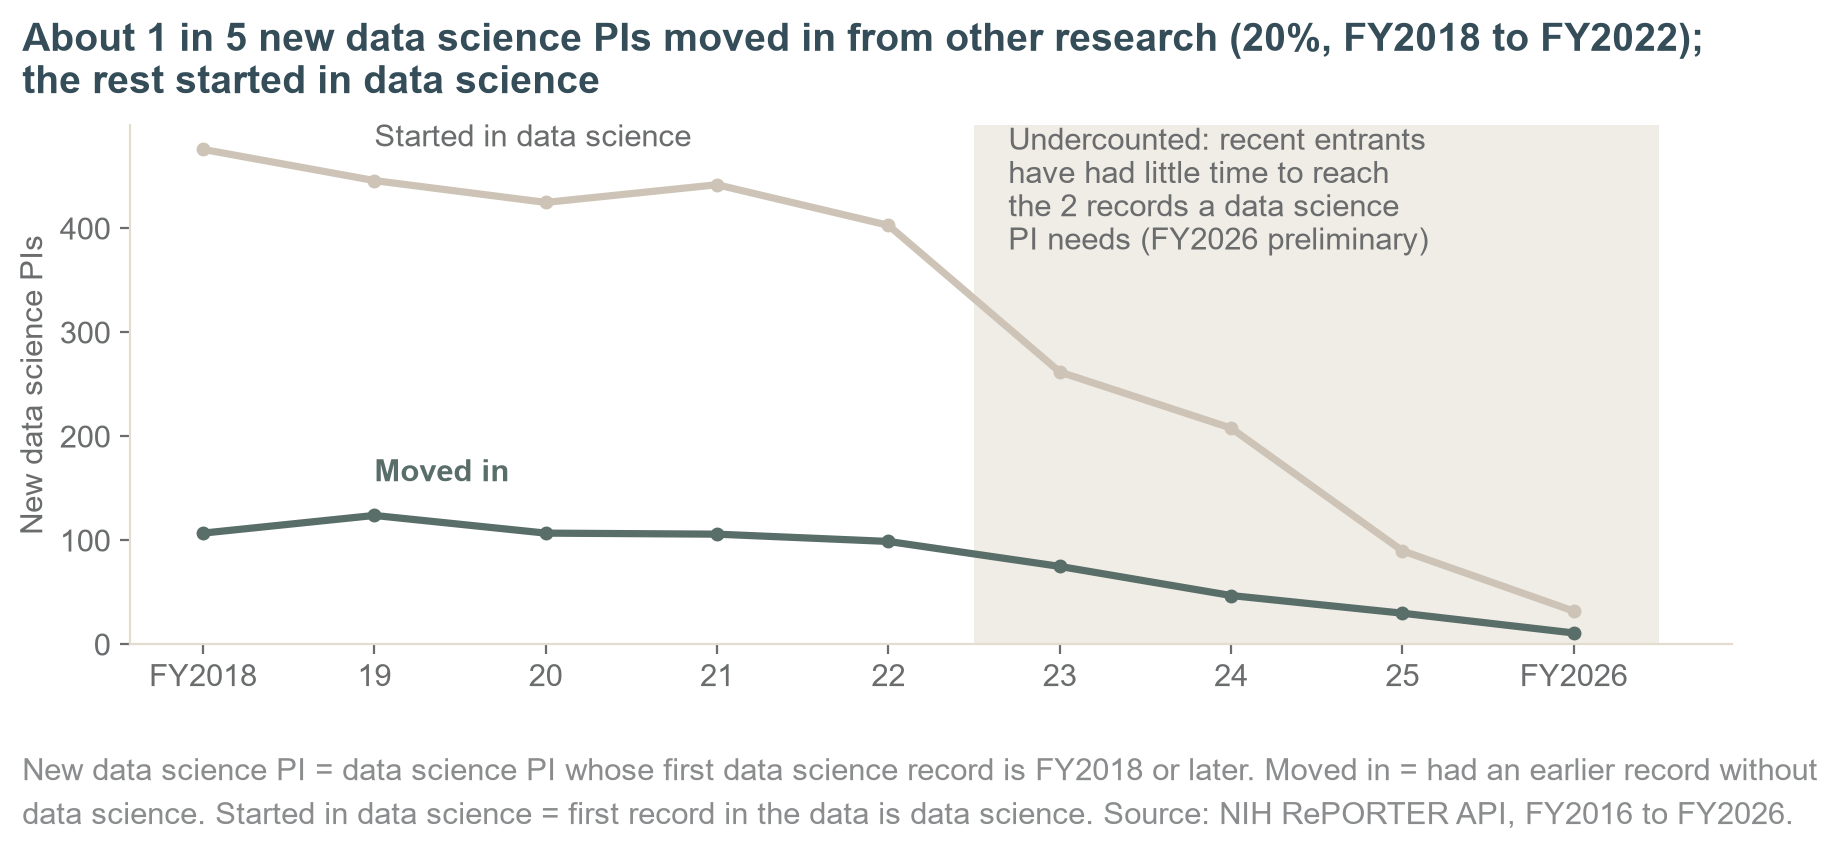 About 1 in 5 new data science PIs moved in from other research (20%, FY2018 to FY2022);
the rest started in data science
Started in data science
Undercounted: recent entrants
have had little time to reach
the 2 records a data science
PI needs (FY2026 preliminary)
New data science PIs
400
300
200
100
0
Moved in
FY2018
19
20
21
22
23
24
25
FY2026
New data science PI = data science PI whose first data science record is FY2018 or later. Moved in = had an earlier record without
data science. Started in data science = first record in the data is data science. Source: NIH RePORTER API, FY2016 to FY2026.